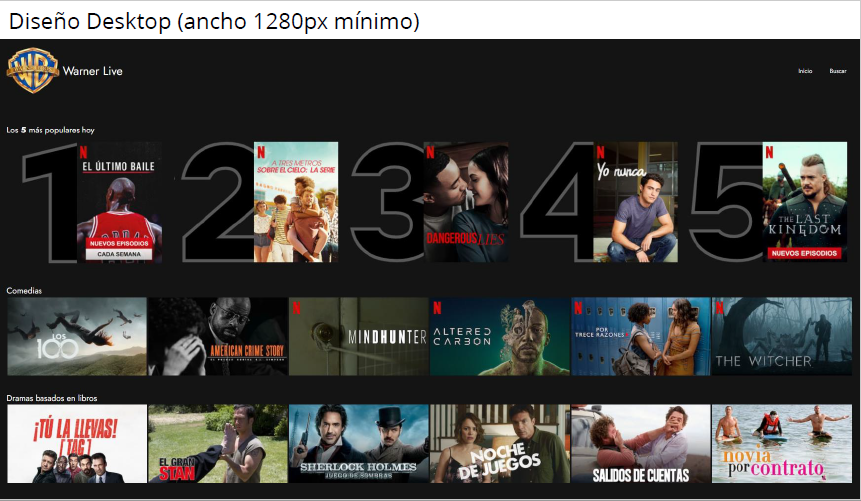 Diseño Desktop (ancho 1280px mínimo)
WB
Warner Live
Inicio
Buscar
Los 5 más populares hoy
1
N
EL ÚLTIMO BAILE
NUEVOS EPISODIOS
CADA SEMANA
2
N
A TRES METROS
SOBRE EL CIELO: LA SERIE
3
N
DANGEROUS LIES
4
N
Yo nunca
5
N
THE LAST
KINGDOM
NUEVOS EPISODIOS
Comedias
LOS
100
AMERICAN CRIME STORY
N
MINDHUNTER
N
ALTERED
CARBON
N
POR
TRECE RAZONES
N
THE WITCHER
Dramas basados en libros
¡TÚ LA LLEVAS!
[TAG]
EL GRAN
STAN
SHERLOCK HOLMES
JUEGO DE SOMBRAS
NOCHE
DE JUEGOS
SALIDOS DE CUENTAS
novia
por contrato